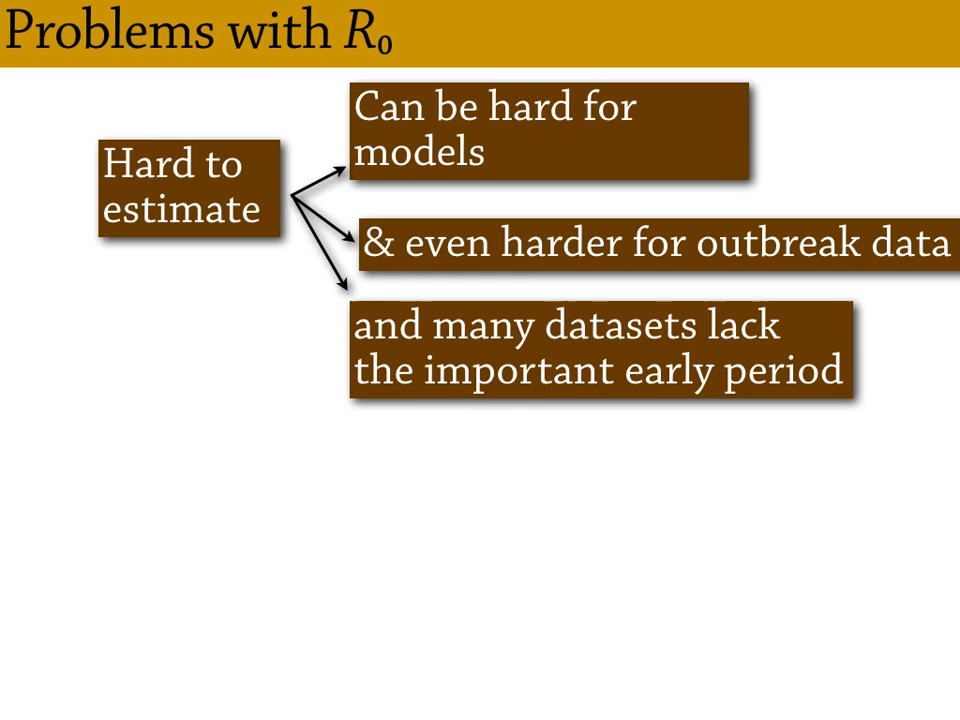 Problems with R₀
Hard to
estimate
Can be hard for
models
& even harder for outbreak data
and many datasets lack
the important early period